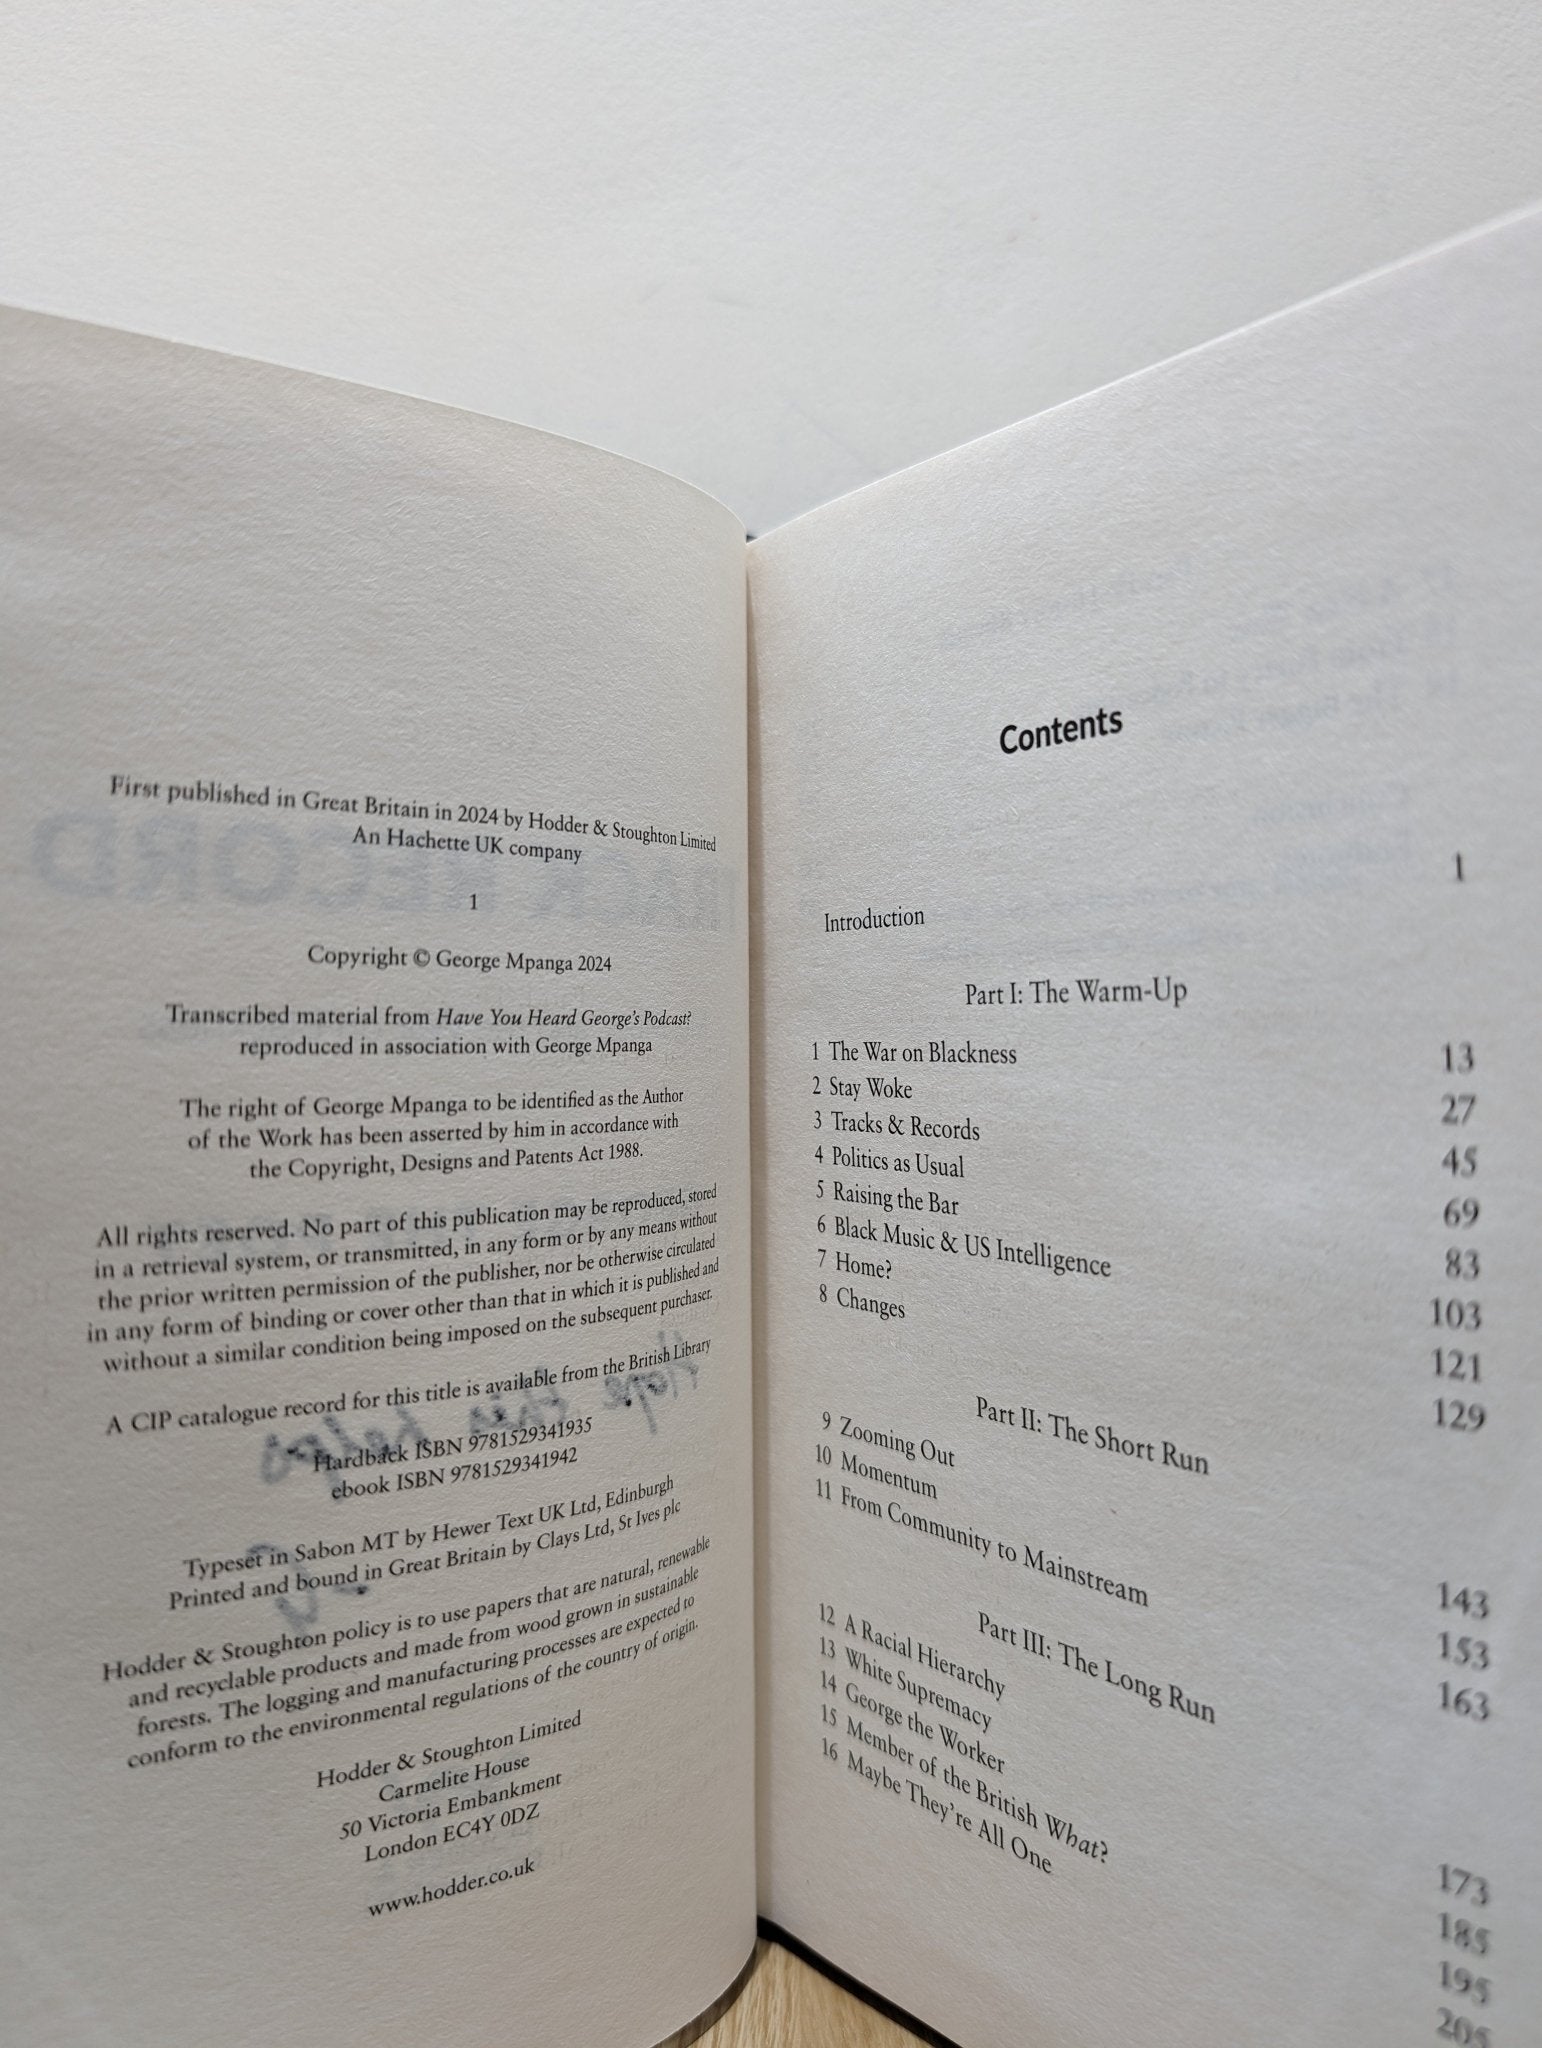 First published in Great Britain in 2024 by Hodder & Stoughton Limited
An Hachette UK company
1
Copyright © George Mpanga 2024
Transcribed material from Have You Heard George's Podcast?
reproduced in association with George Mpanga
The right of George Mpanga to be identified as the Author
of the Work has been asserted by him in accordance with
the Copyright, Designs and Patents Act 1988.
All rights reserved. No part of this publication may be reproduced, stored
in a retrieval system, or transmitted, in any form or by any means without
the prior written permission of the publisher, nor be otherwise circulated
in any form of binding or cover other than that in which it is published and
without a similar condition being imposed on the subsequent purchaser.
A CIP catalogue record for this title is available from the British Library
Hardback ISBN 9781529341935
ebook ISBN 9781529341942
Typeset in Sabon MT by Hewer Text UK Ltd, Edinburgh
Printed and bound in Great Britain by Clays Ltd, St Ives plc
Hodder & Stoughton policy is to use papers that are natural, renewable
and recyclable products and made from wood grown in sustainable
forests. The logging and manufacturing processes are expected to
conform to the environmental regulations of the country of origin.
Hodder & Stoughton Limited
Carmelite House
50 Victoria Embankment
London EC4Y 0DZ
www.hodder.co.uk
Contents
Introduction 1
Part I: The Warm-Up
1 The War on Blackness 13
2 Stay Woke 27
3 Tracks & Records 45
4 Politics as Usual 69
5 Raising the Bar 83
6 Black Music & US Intelligence 103
7 Home? 121
8 Changes 129
Part II: The Short Run
9 Zooming Out 143
10 Momentum 153
11 From Community to Mainstream 163
Part III: The Long Run
12 A Racial Hierarchy 173
13 White Supremacy 185
14 George the Worker 195
15 Member of the British What? 205
16 Maybe They're All One